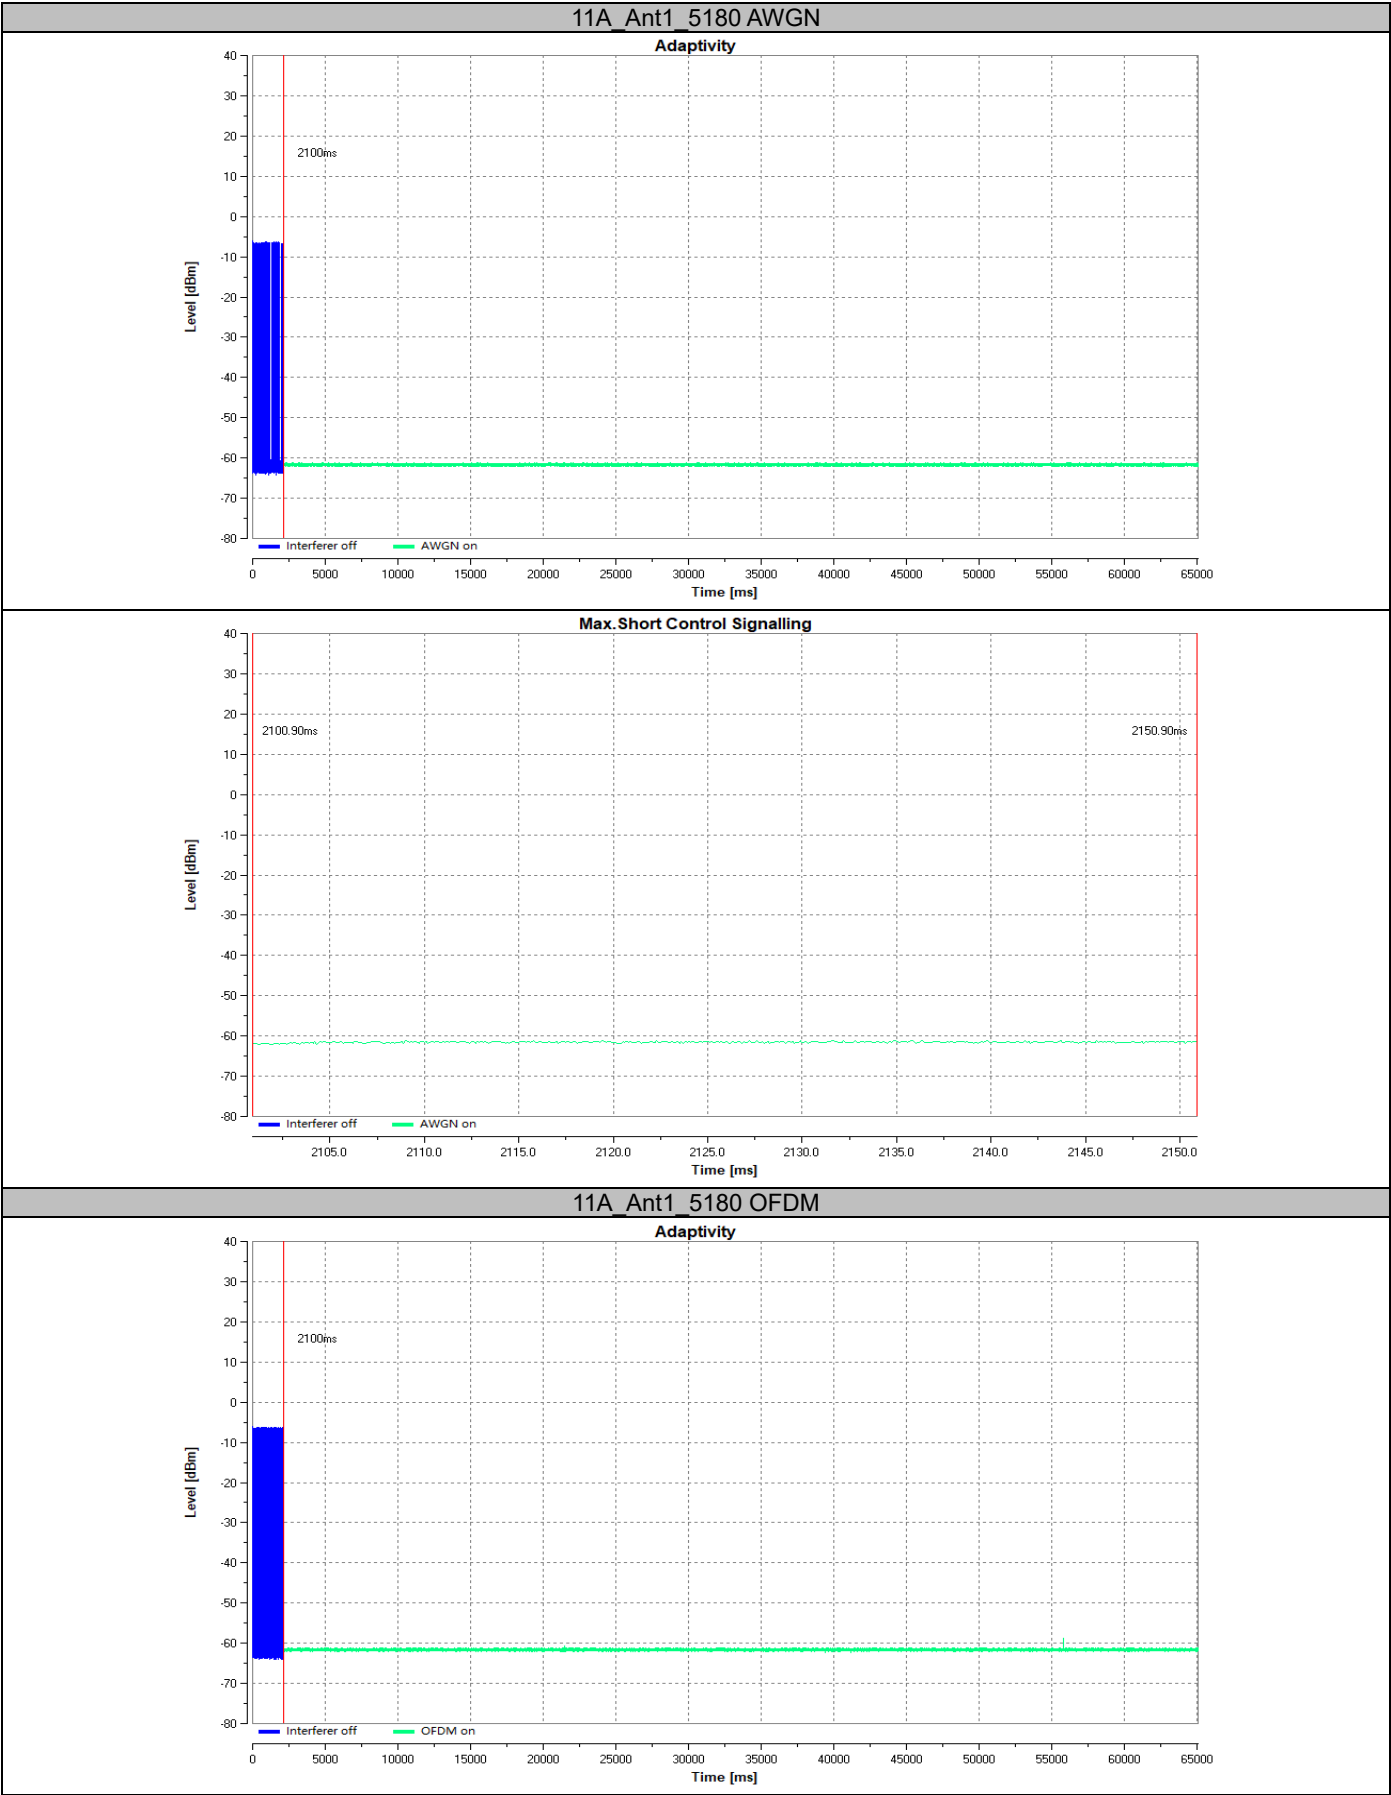 11A_Ant1_5180 AWGN
Adaptivity
40
30
20
2100ms
10
0
-10
-20
-30
-40
-50
-60
-70
-80
Level [dBm]
Interferer off AWGN on
0 5000 10000 15000 20000 25000 30000 35000 40000 45000 50000 55000 60000 65000
Time [ms]
Max.Short Control Signalling
40
30
20
2100.90ms 2150.90ms
10
0
-10
-20
-30
-40
-50
-60
-70
-80
Level [dBm]
Interferer off AWGN on
2105.0 2110.0 2115.0 2120.0 2125.0 2130.0 2135.0 2140.0 2145.0 2150.0
Time [ms]
11A_Ant1_5180 OFDM
Adaptivity
40
30
20
2100ms
10
0
-10
-20
-30
-40
-50
-60
-70
-80
Level [dBm]
Interferer off OFDM on
0 5000 10000 15000 20000 25000 30000 35000 40000 45000 50000 55000 60000 65000
Time [ms]